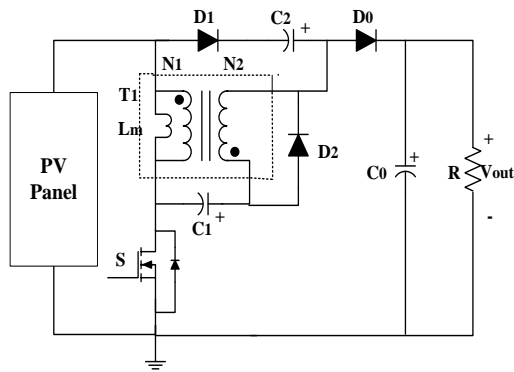 D1
C2
+
D0
N1
N2
T1
Lm
D2
PV
Panel
C1
+
S
C0
+
R
+
Vout
-